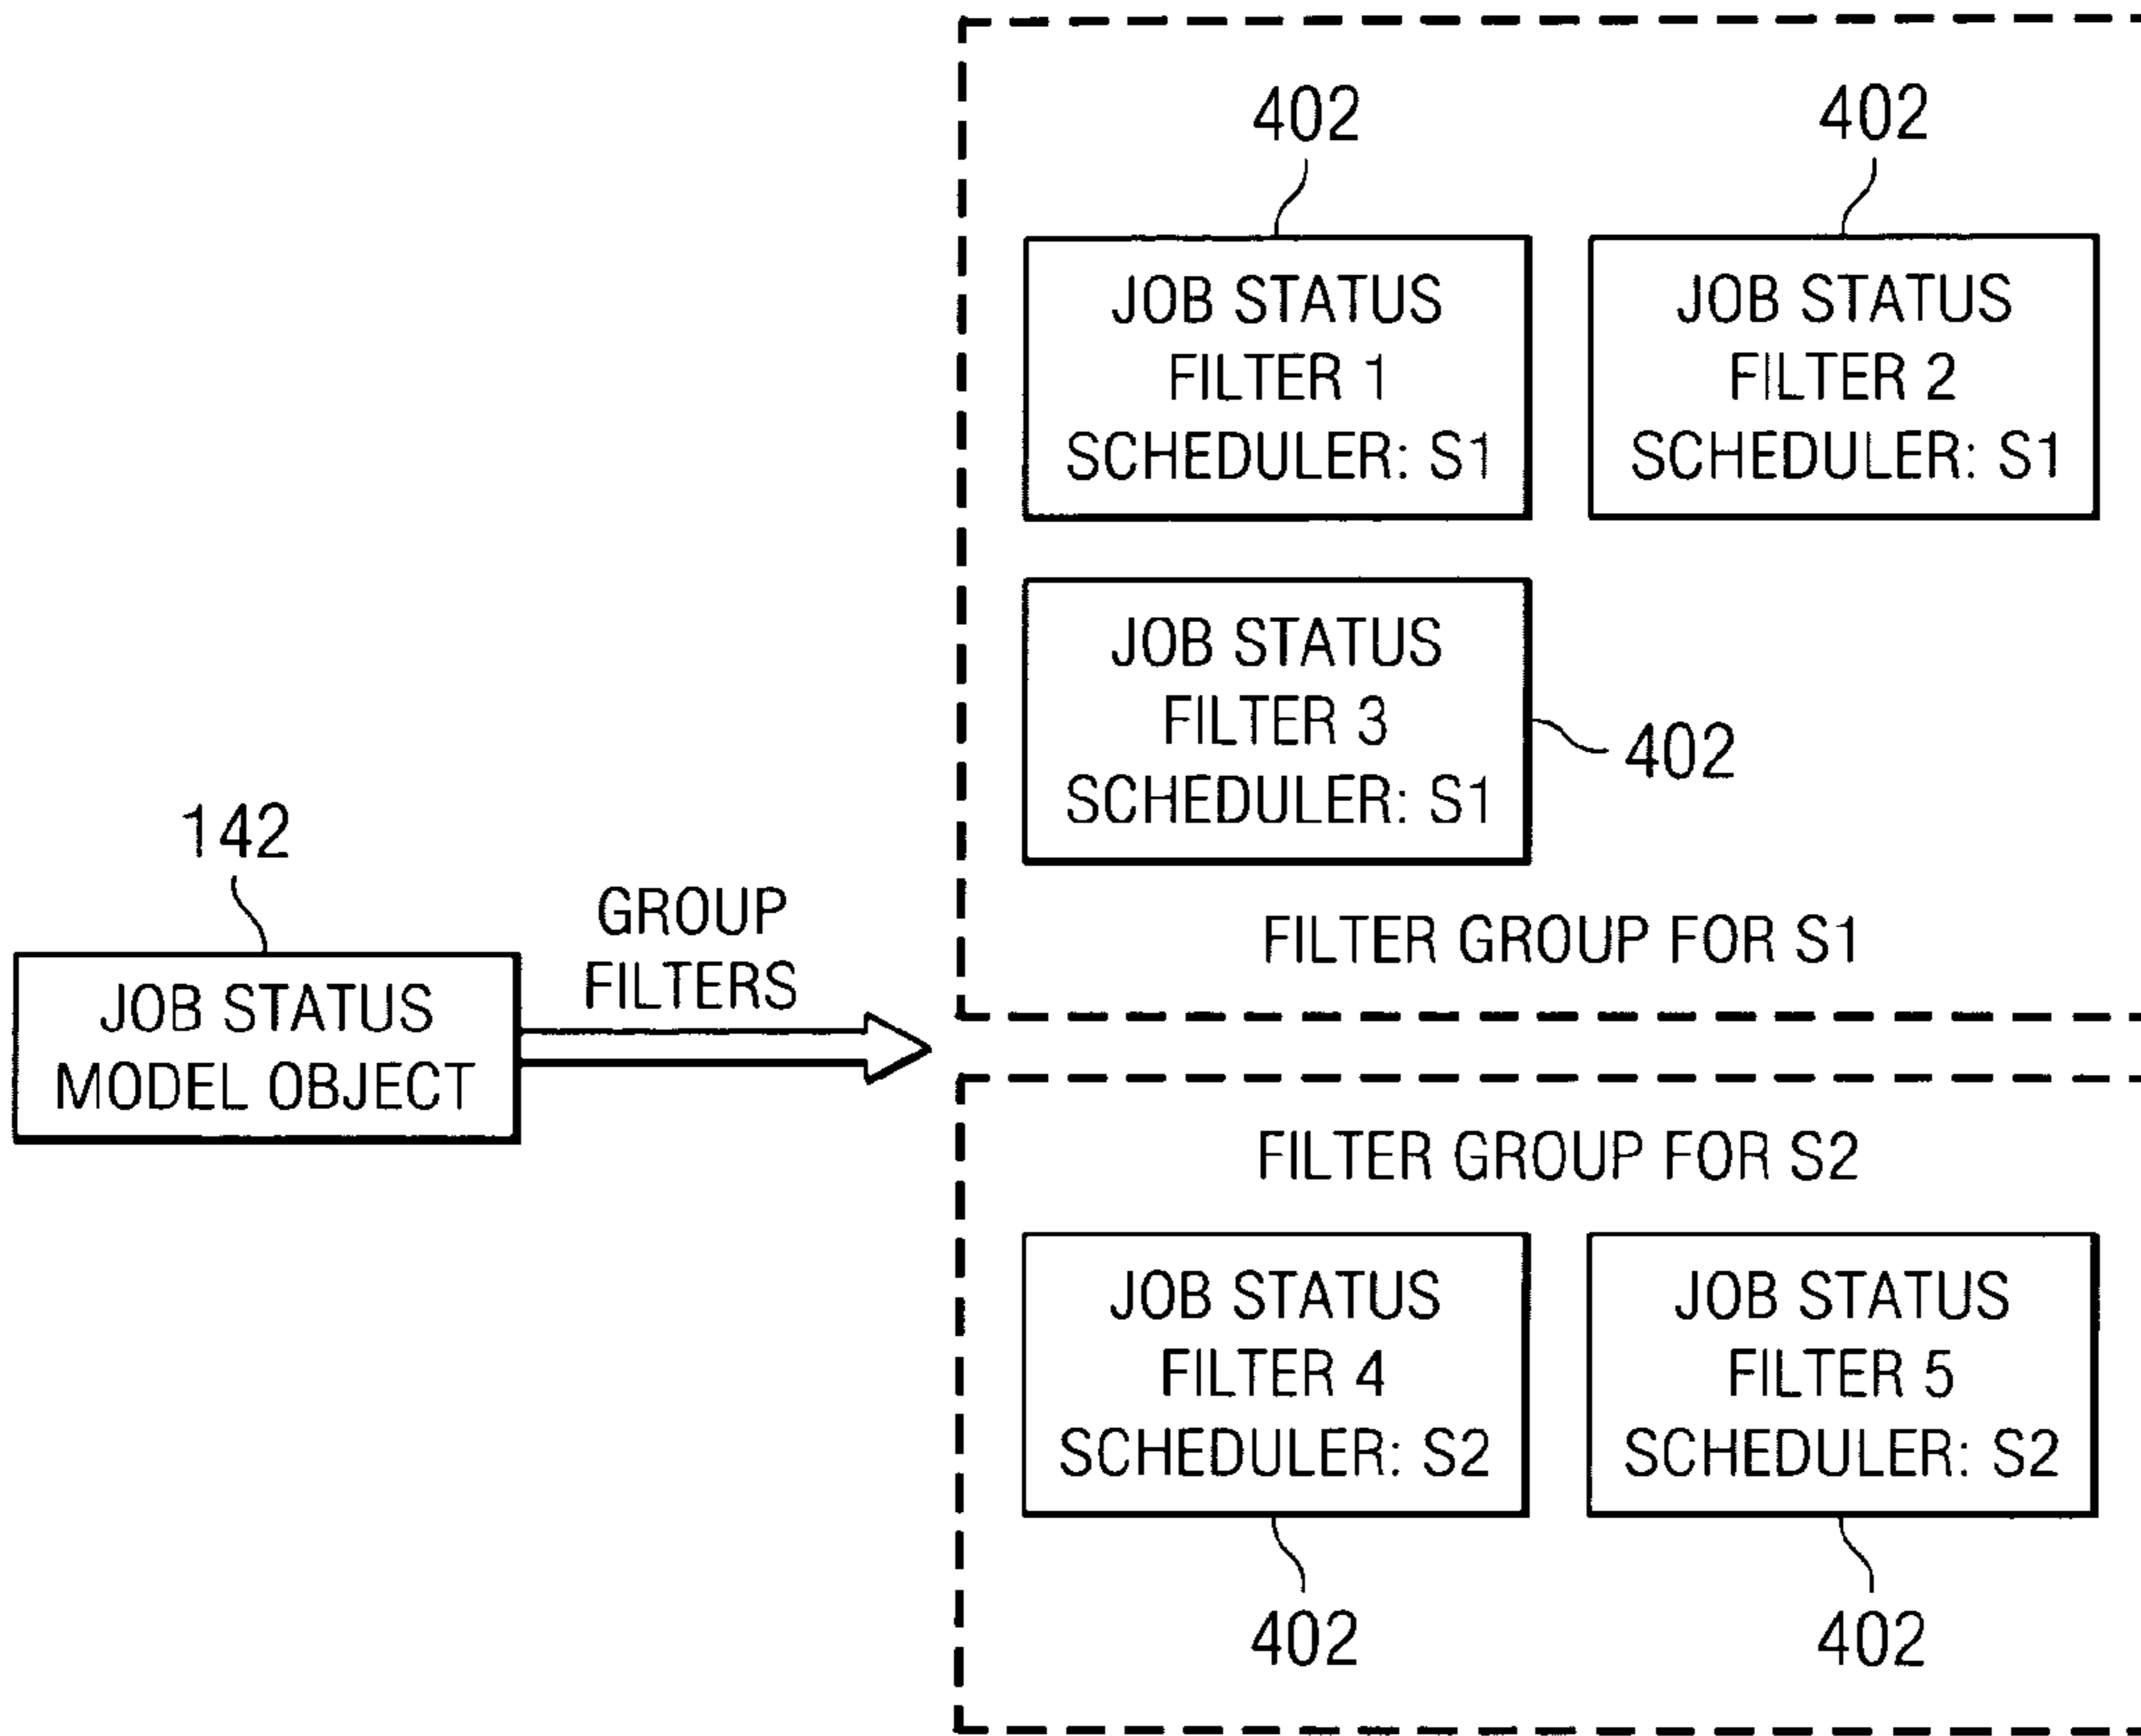 402
402
JOB STATUS
FILTER 1
SCHEDULER: S1
JOB STATUS
FILTER 2
SCHEDULER: S1
JOB STATUS
FILTER 3
SCHEDULER: S1
402
FILTER GROUP FOR S1
142
JOB STATUS
MODEL OBJECT
GROUP
FILTERS
FILTER GROUP FOR S2
JOB STATUS
FILTER 4
SCHEDULER: S2
JOB STATUS
FILTER 5
SCHEDULER: S2
402
402